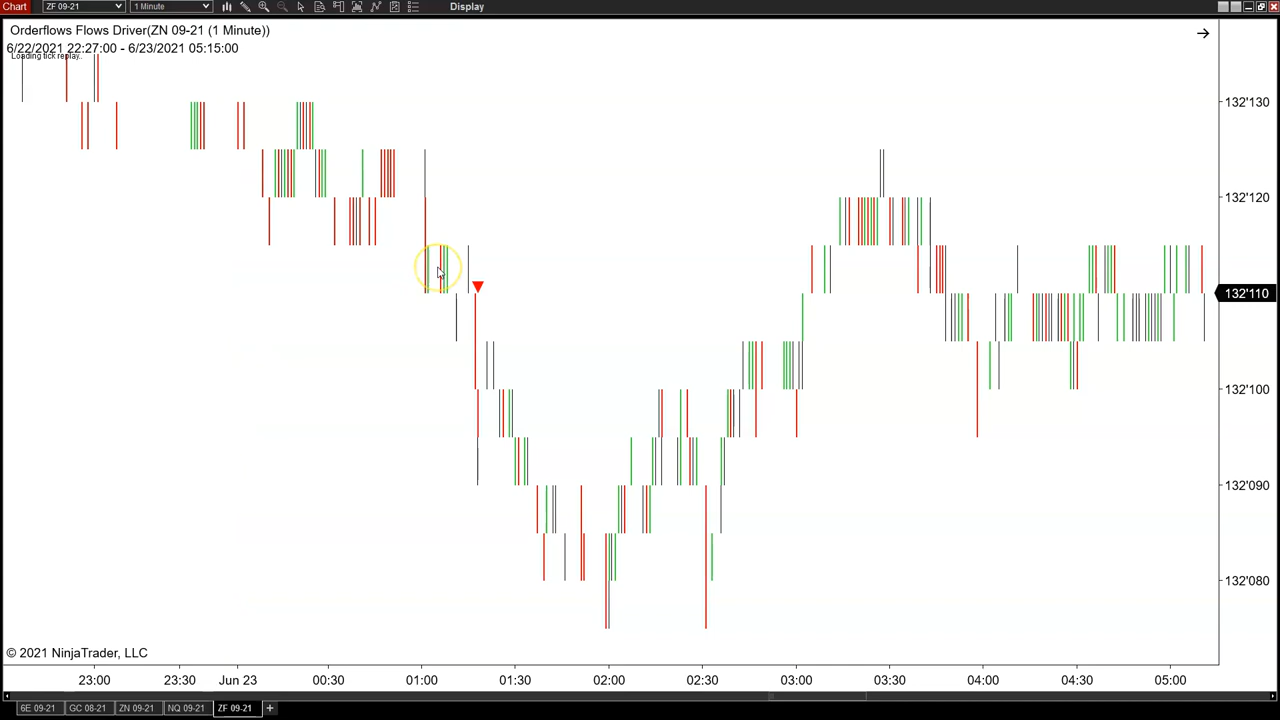 Chart ZF 09-21 1 Minute Display
Orderflows Flows Driver(ZN 09-21 (1 Minute))
6/22/2021 22:27:00 - 6/23/2021 05:15:00
Loading tick replay..
132'130
132'120
132'110
132'100
132'090
132'080
© 2021 NinjaTrader, LLC
23:00 23:30 Jun 23 00:30 01:00 01:30 02:00 02:30 03:00 03:30 04:00 04:30 05:00
6E 09-21 GC 08-21 ZN 09-21 NQ 09-21 ZF 09-21 +